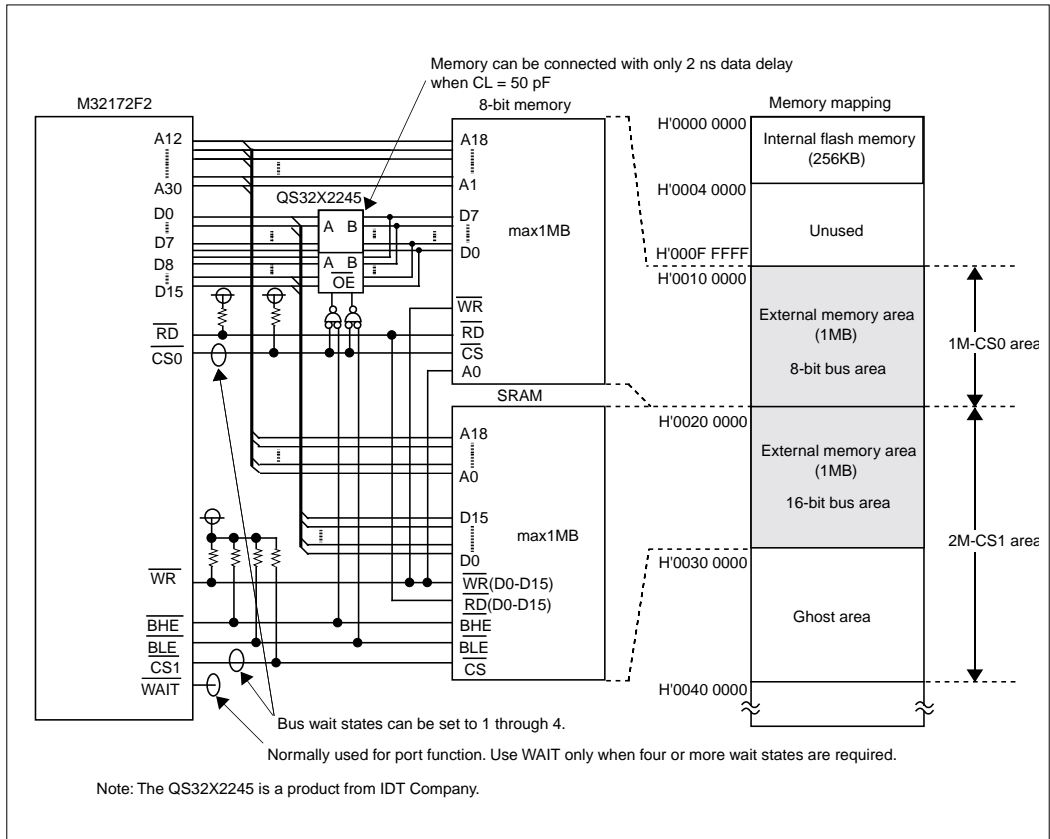 Memory can be connected with only 2 ns data delay
when CL = 50 pF
M32172F2
8-bit memory
Memory mapping
A12
A30
D0
D7
D8
D15
RD
CS0
WR
BHE
BLE
CS1
WAIT
QS32X2245
A B
A B
OE
A18
A1
D7
D0
max1MB
WR
RD
CS
A0
SRAM
A18
A0
D15
D0
max1MB
WR(D0-D15)
RD(D0-D15)
BHE
BLE
CS
H'0000 0000
Internal flash memory
(256KB)
H'0004 0000
Unused
H'000F FFFF
H'0010 0000
External memory area
(1MB)
8-bit bus area
1M-CS0 area
H'0020 0000
External memory area
(1MB)
16-bit bus area
2M-CS1 area
H'0030 0000
Ghost area
H'0040 0000
Bus wait states can be set to 1 through 4.
Normally used for port function. Use WAIT only when four or more wait states are required.
Note: The QS32X2245 is a product from IDT Company.